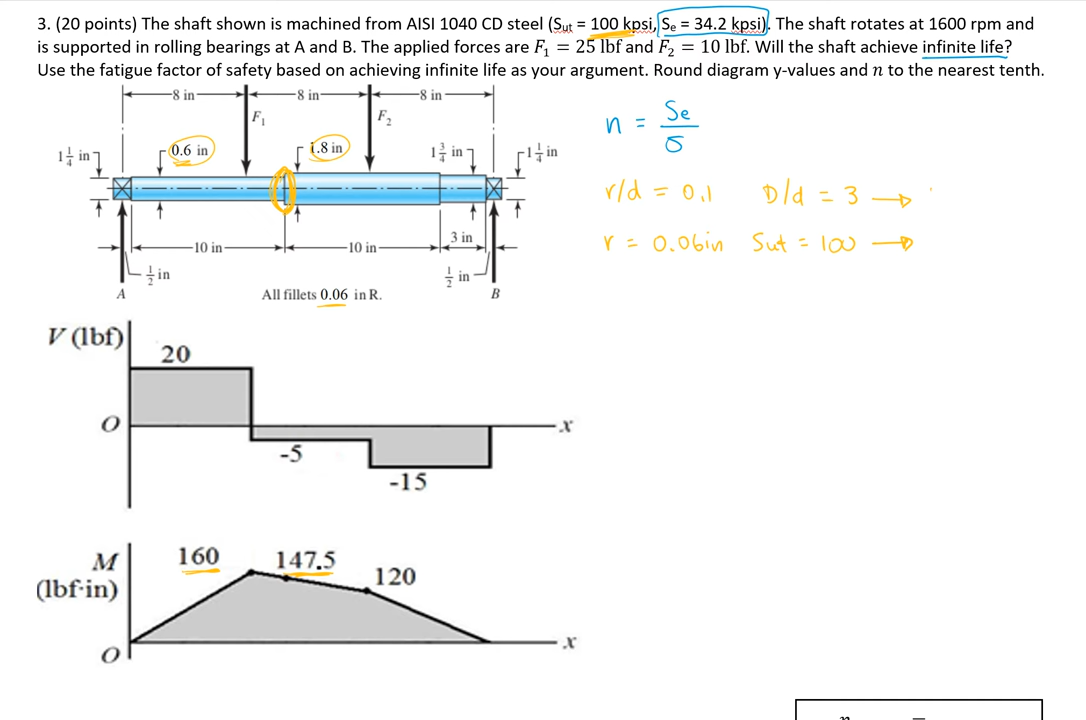 3. (20 points) The shaft shown is machined from AISI 1040 CD steel (Sut = 100 kpsi, Se = 34.2 kpsi). The shaft rotates at 1600 rpm and
is supported in rolling bearings at A and B. The applied forces are F₁ = 25 lbf and F₂ = 10 lbf. Will the shaft achieve infinite life?
Use the fatigue factor of safety based on achieving infinite life as your argument. Round diagram y-values and n to the nearest tenth.
8 in 8 in 8 in
F₁ F₂
1 1/4 in 0.6 in 1.8 in 1 3/4 in 1 1/4 in
10 in 10 in 3 in
1/2 in 1/2 in
A All fillets 0.06 in R. B
n = Se/σ
r/d = 0.1 D/d = 3 →
r = 0.06in Sut = 100 →
V (lbf)
20
O x
-5
-15
M
(lbf·in)
160 147.5 120
O x